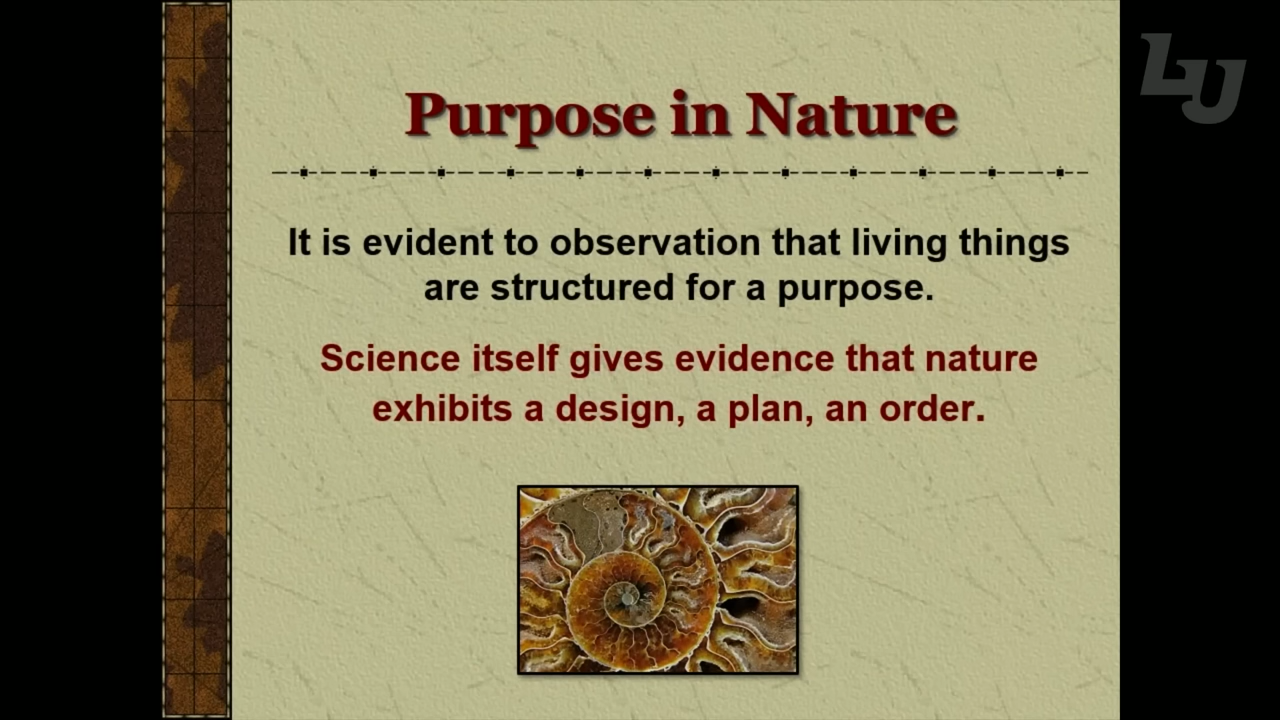 LU
Purpose in Nature
It is evident to observation that living things
are structured for a purpose.
Science itself gives evidence that nature
exhibits a design, a plan, an order.